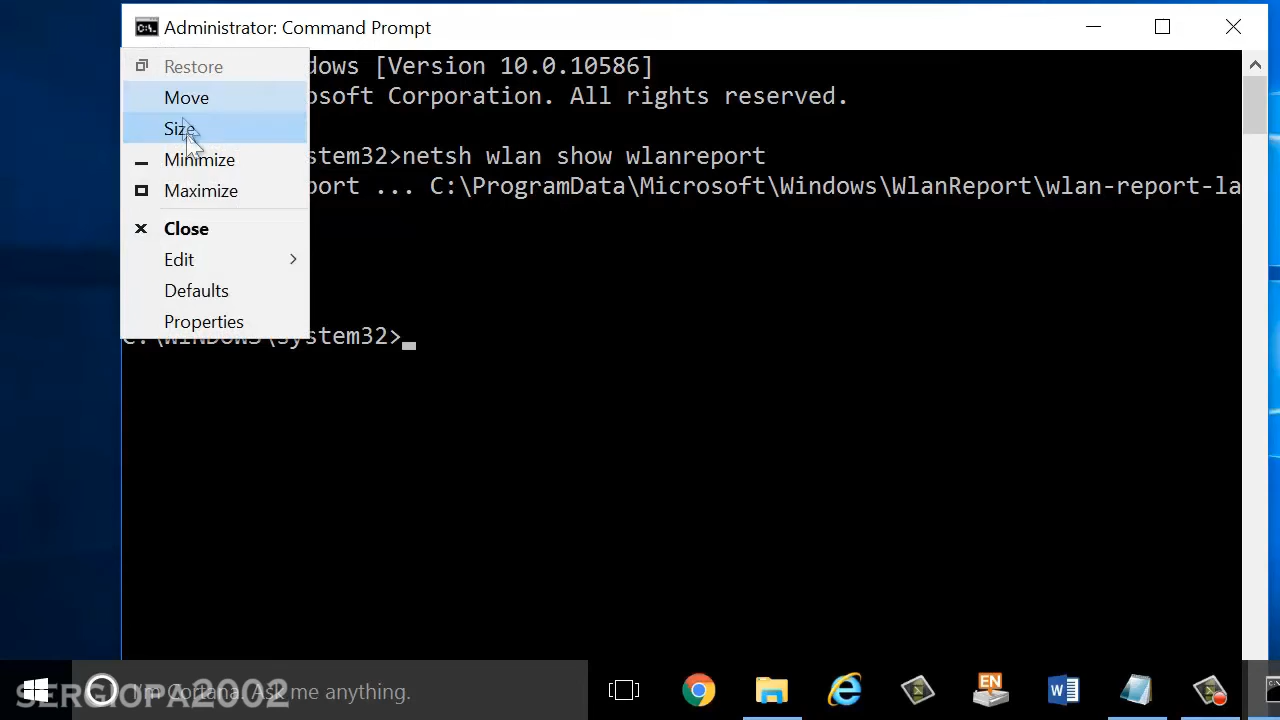 Administrator: Command Prompt
Restore
Move
Size
Minimize
Maximize
Close
Edit
Defaults
Properties
dows [Version 10.0.10586]
osoft Corporation. All rights reserved.
stem32>netsh wlan show wlanreport
port ... C:\ProgramData\Microsoft\Windows\WlanReport\wlan-report-la
C:\WINDOWS\system32>
I'm Cortana. Ask me anything.
SERGIOPA2002
EN